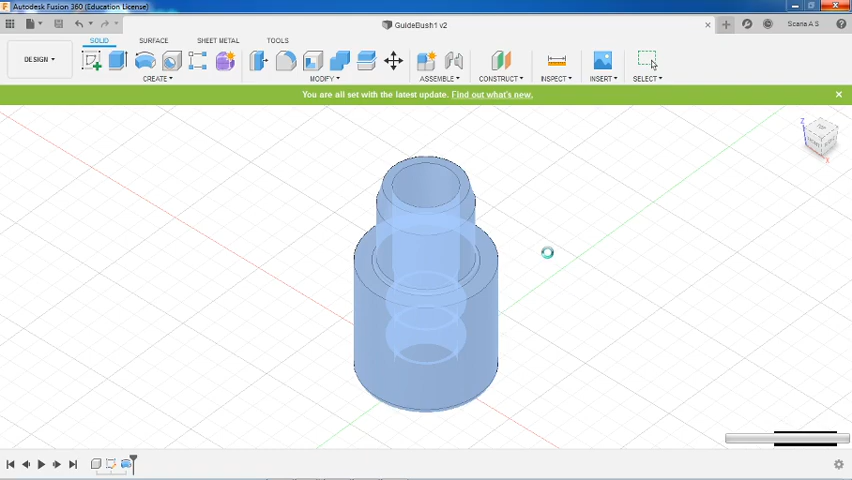 Autodesk Fusion 360 (Education License)
GuideBush1 v2
Scaria A S
DESIGN
SOLID
SURFACE
SHEET METAL
TOOLS
CREATE
MODIFY
ASSEMBLE
CONSTRUCT
INSPECT
INSERT
SELECT
You are all set with the latest update. Find out what's new.
Z
TOP
X